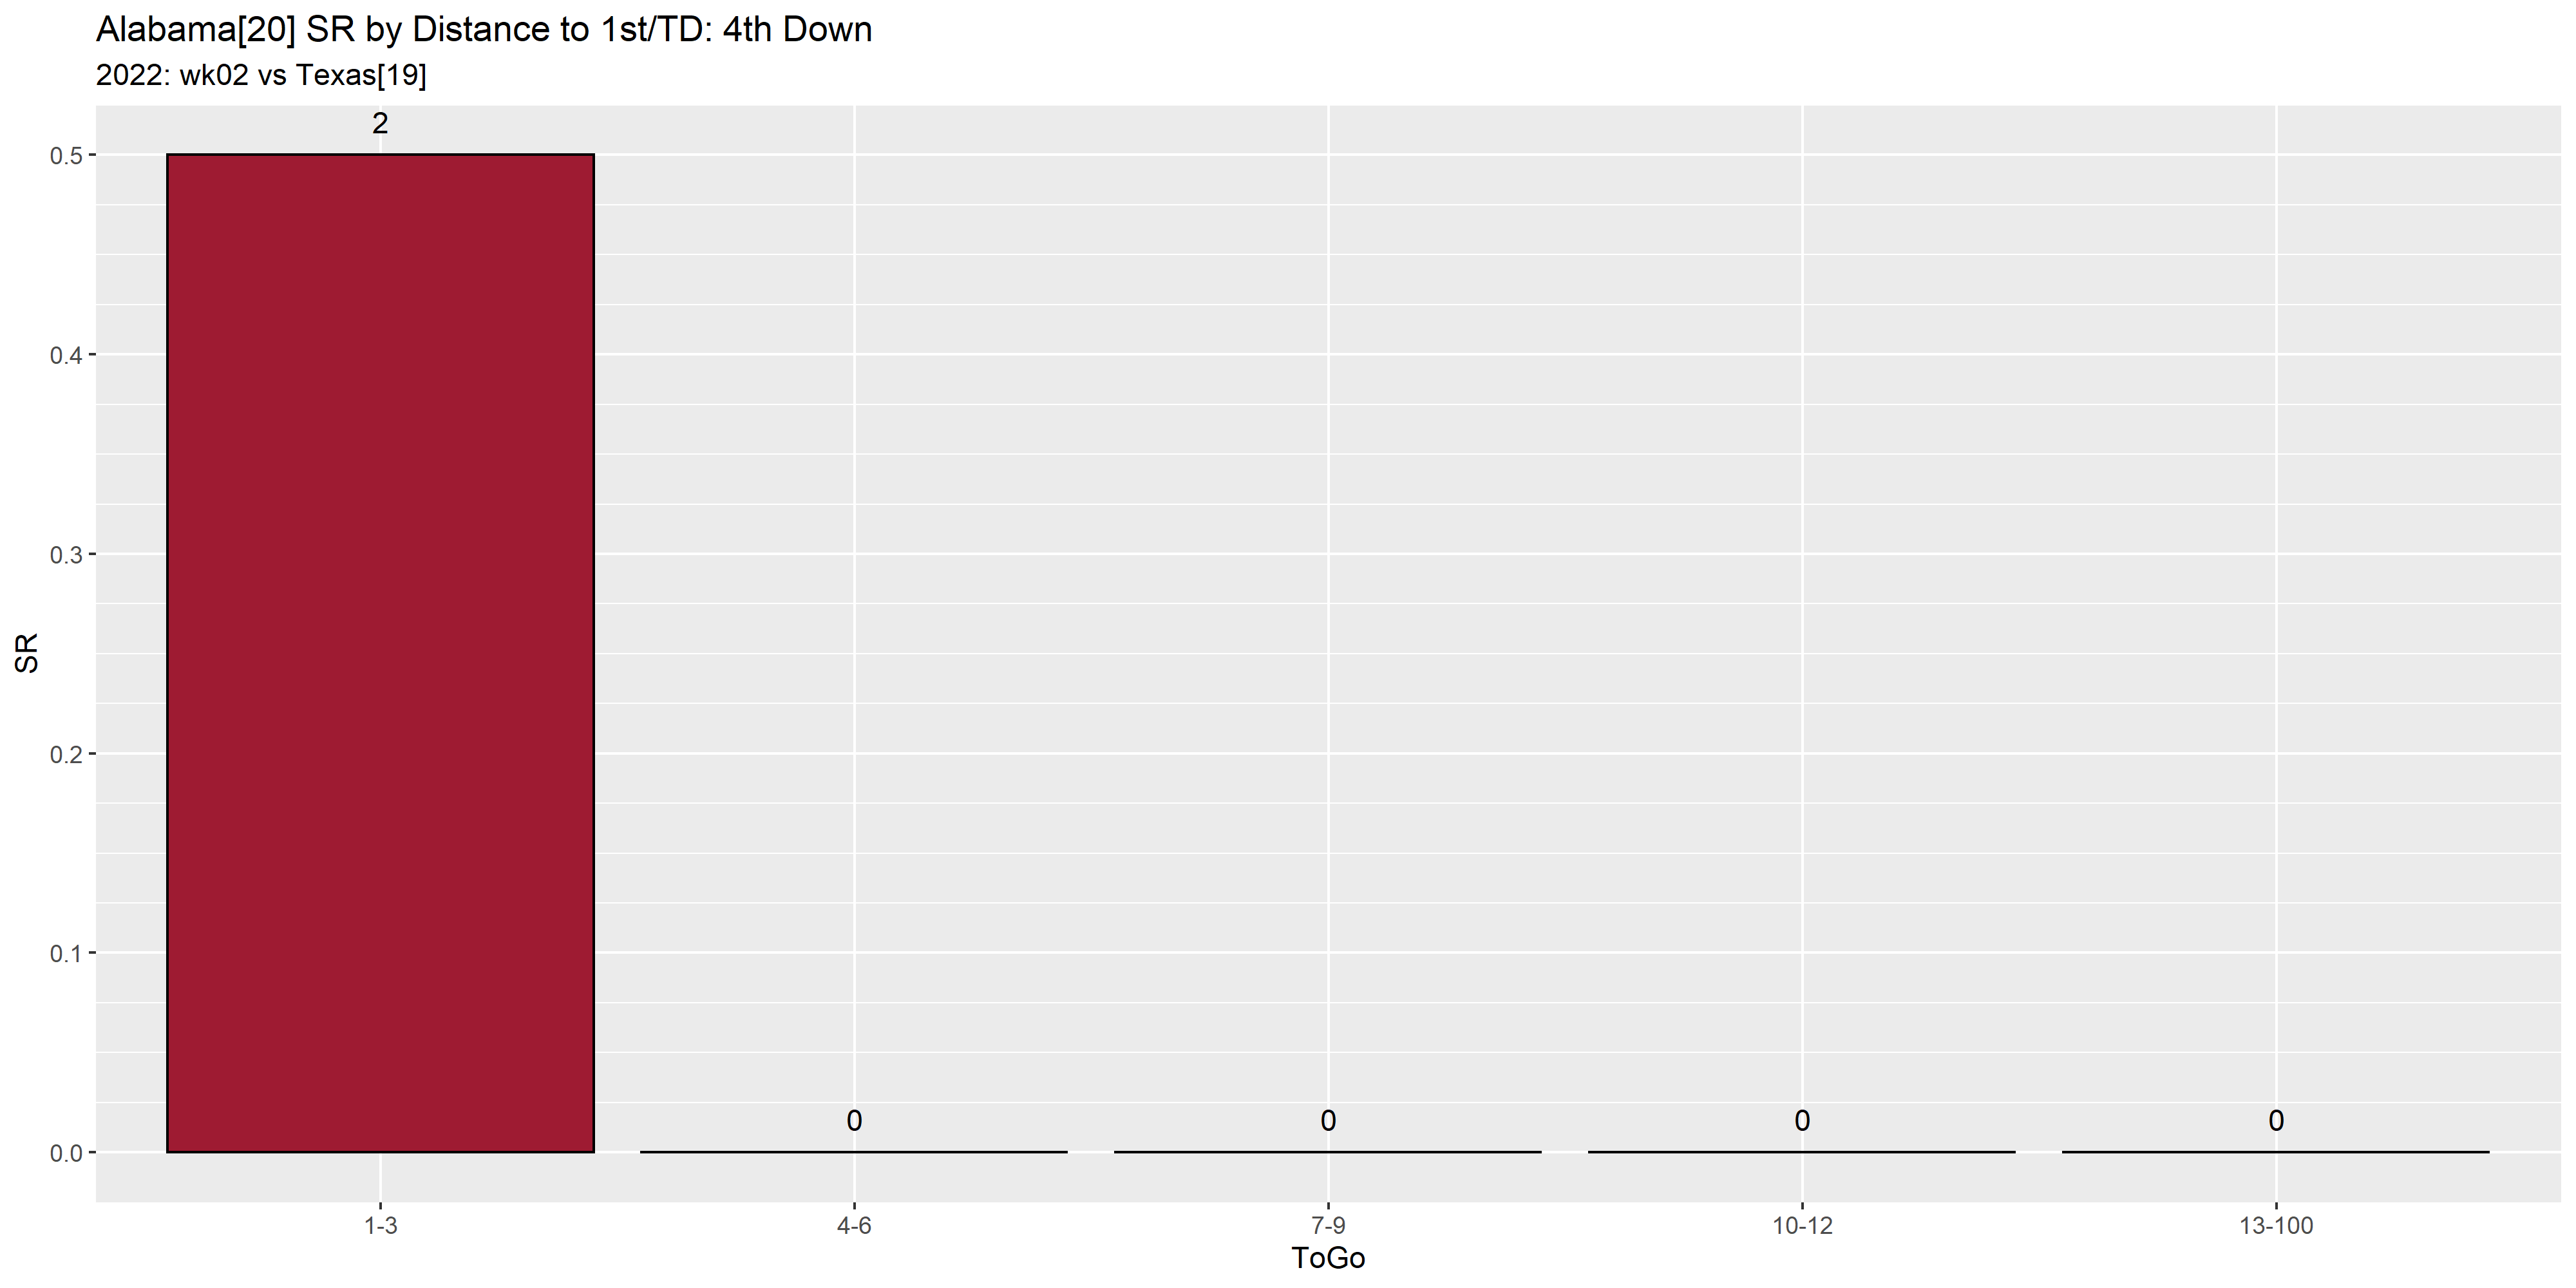 Alabama[20] SR by Distance to 1st/TD: 4th Down
2022: wk02 vs Texas[19]
2
0.5
0.4
0.3
SR
0.2
0.1
0 0 0 0
0.0
1-3 4-6 7-9 10-12 13-100
ToGo